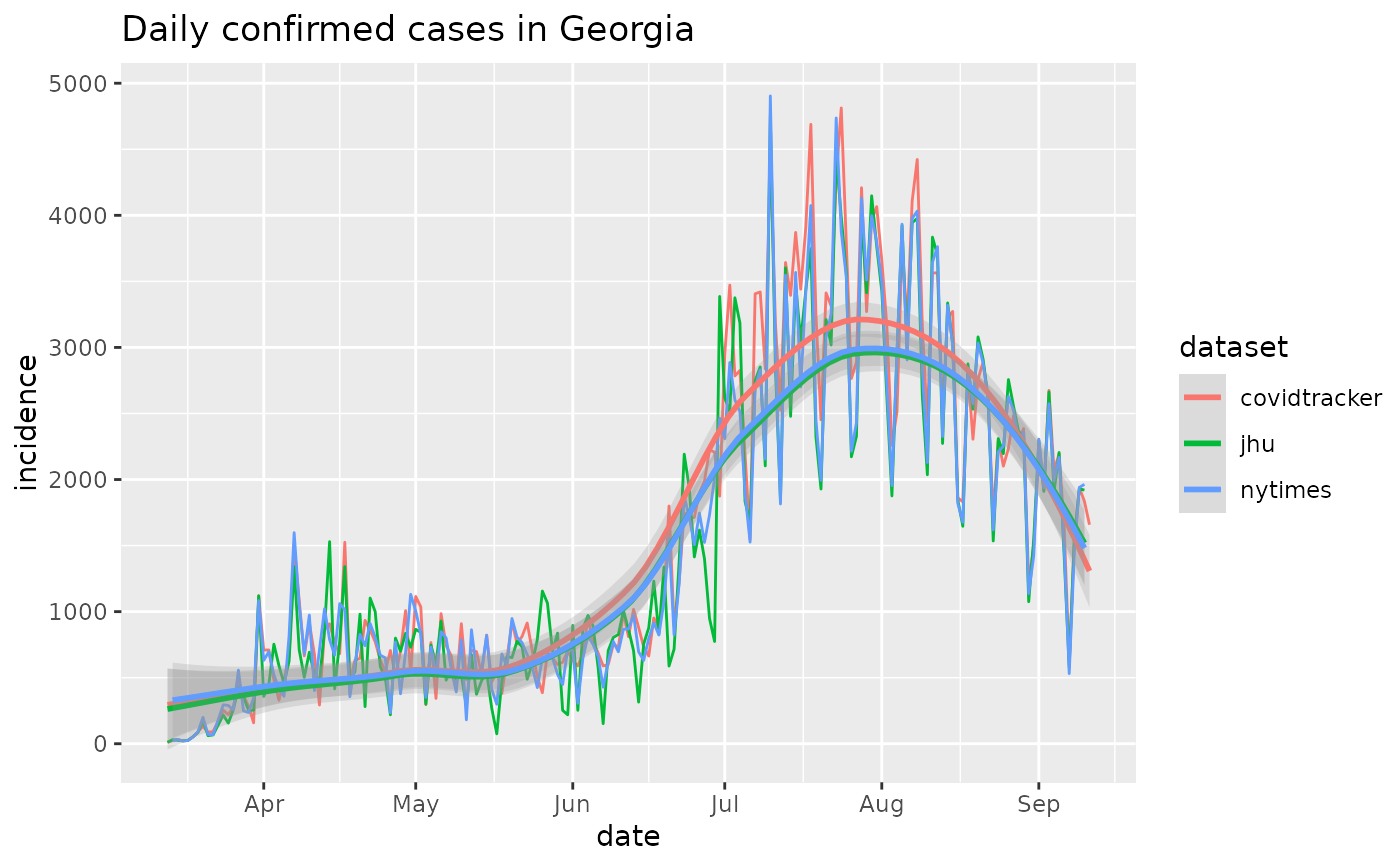 Daily confirmed cases in Georgia
5000
4000
3000
2000
1000
0
incidence
Apr May Jun Jul Aug Sep
date
dataset
covidtracker
jhu
nytimes